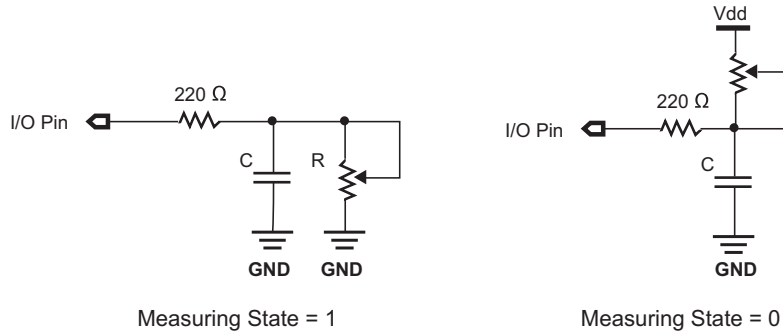 220 Ω
I/O Pin
C
R
GND
GND
Measuring State = 1
Vdd
220 Ω
I/O Pin
C
GND
Measuring State = 0